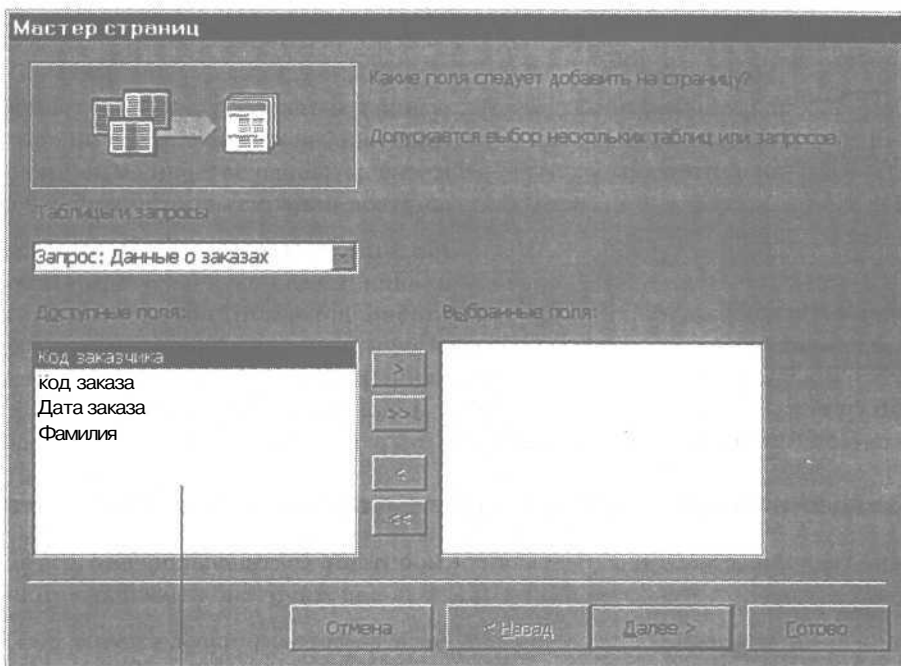 Мастер страниц
Какие поля следует добавить на страницу?
Допускается выбор нескольких таблиц или запросов.
Таблицы и запросы
Запрос: Данные о заказах
Доступные поля:
Выбранные поля:
Код заказчика
код заказа
Дата заказа
Фамилия
>
>>
<
<<
Отмена
< Назад
Далее >
Готово